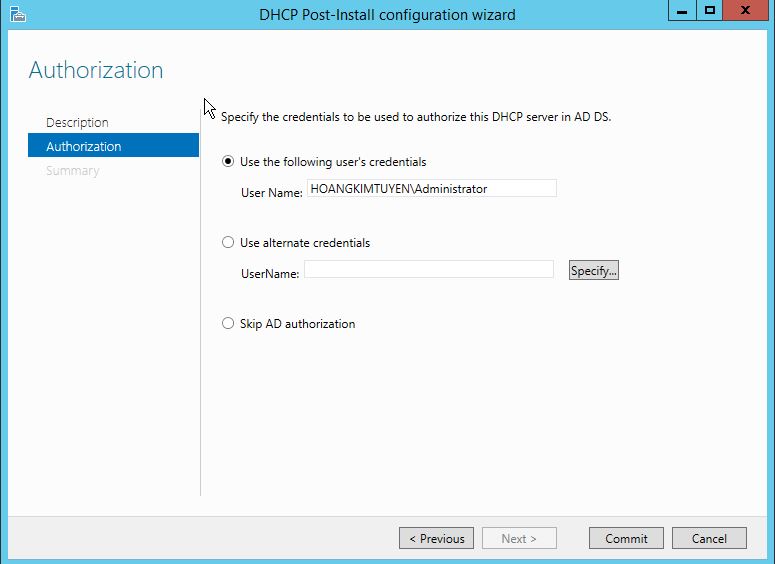 DHCP Post-Install configuration wizard
Authorization
Description
Authorization
Summary
Specify the credentials to be used to authorize this DHCP server in AD DS.
Use the following user's credentials
User Name: HOANGKIMTUYEN\Administrator
Use alternate credentials
UserName:
Specify...
Skip AD authorization
< Previous
Next >
Commit
Cancel